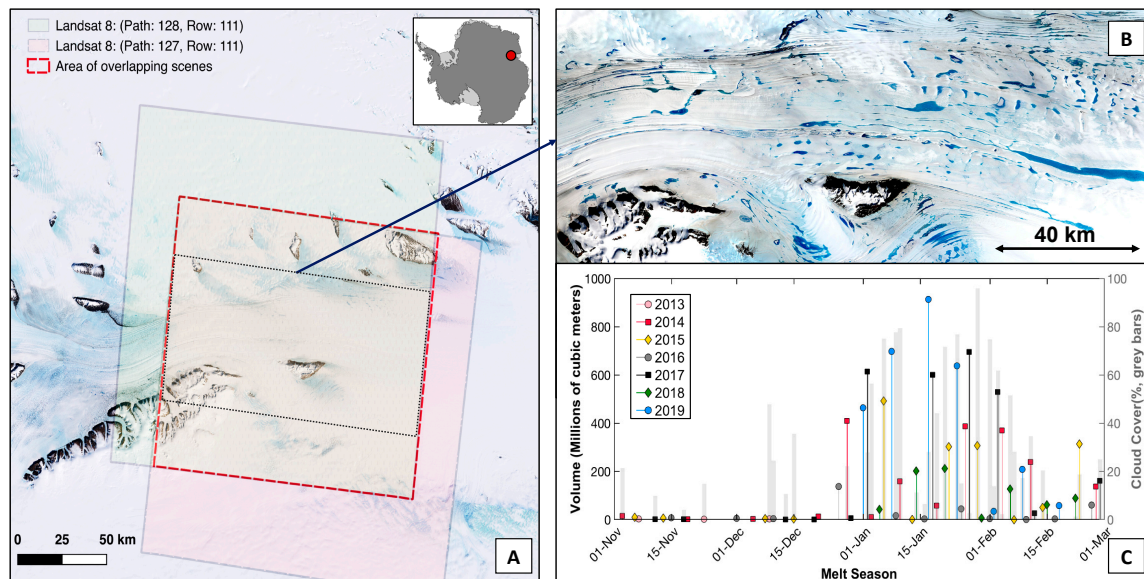 Landsat 8: (Path: 128, Row: 111)
Landsat 8: (Path: 127, Row: 111)
Area of overlapping scenes
0 25 50 km
A
B
40 km
1000
800
600
400
200
0
Volume (Millions of cubic meters)
2013
2014
2015
2016
2017
2018
2019
100
80
60
40
20
0
Cloud Cover(%, grey bars)
01-Nov
15-Nov
01-Dec
15-Dec
01-Jan
15-Jan
01-Feb
15-Feb
01-Mar
Melt Season
C